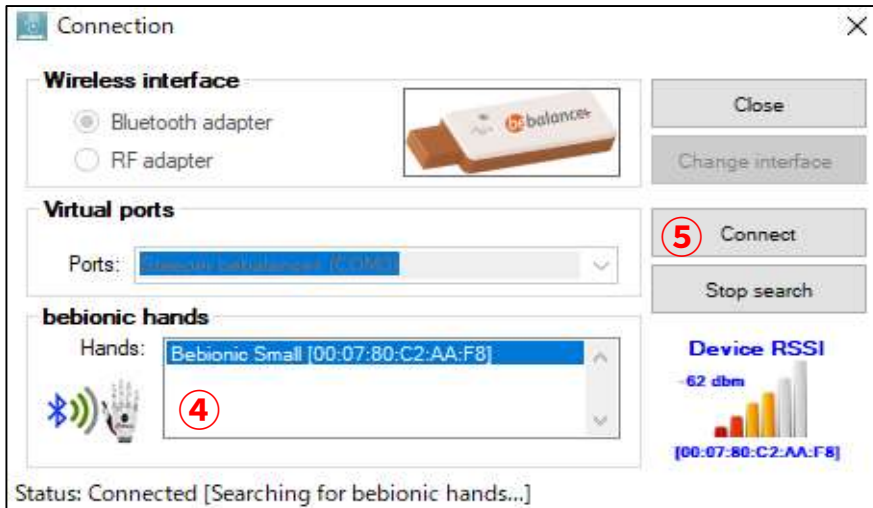 Connection
Wireless interface
Bluetooth adapter
RF adapter
bebalance+
Close
Change interface
Virtual ports
Ports:
(COM3)
⑤ Connect
Stop search
bebionic hands
Hands:
Bebionic Small [00:07:80:C2:AA:F8]
④
Device RSSI
-62 dbm
[00:07:80:C2:AA:F8]
Status: Connected [Searching for bebionic hands...]